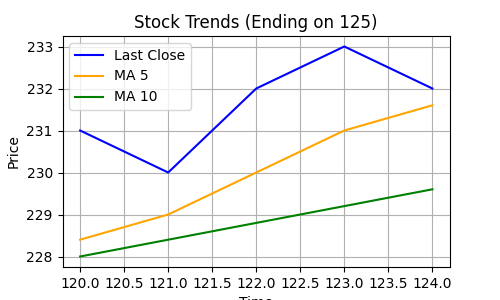 Stock Trends (Ending on 125)
Last Close
MA 5
MA 10
Price
233
232
231
230
229
228
120.0 120.5 121.0 121.5 122.0 122.5 123.0 123.5 124.0
Time